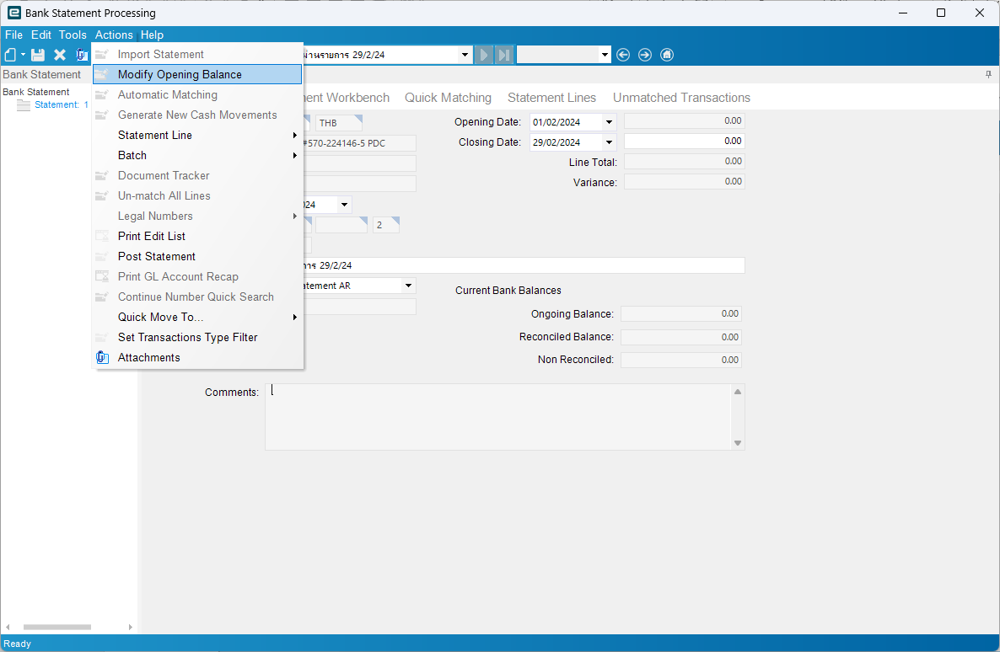 Bank Statement Processing
File Edit Tools Actions Help
ผ่านรายการ 29/2/24
Bank Statement
Bank Statement
Statement: 1
Import Statement
Modify Opening Balance
Automatic Matching
Generate New Cash Movements
Statement Line
Batch
Document Tracker
Un-match All Lines
Legal Numbers
Print Edit List
Post Statement
Print GL Account Recap
Continue Number Quick Search
Quick Move To...
Set Transactions Type Filter
Attachments
Workbench Quick Matching Statement Lines Unmatched Transactions
THB
#570-224146-5 PDC
Opening Date: 01/02/2024 0.00
Closing Date: 29/02/2024 0.00
Line Total: 0.00
Variance: 0.00
2
29/2/24
AR
Current Bank Balances
Ongoing Balance: 0.00
Reconciled Balance: 0.00
Non Reconciled: 0.00
Comments:
Ready